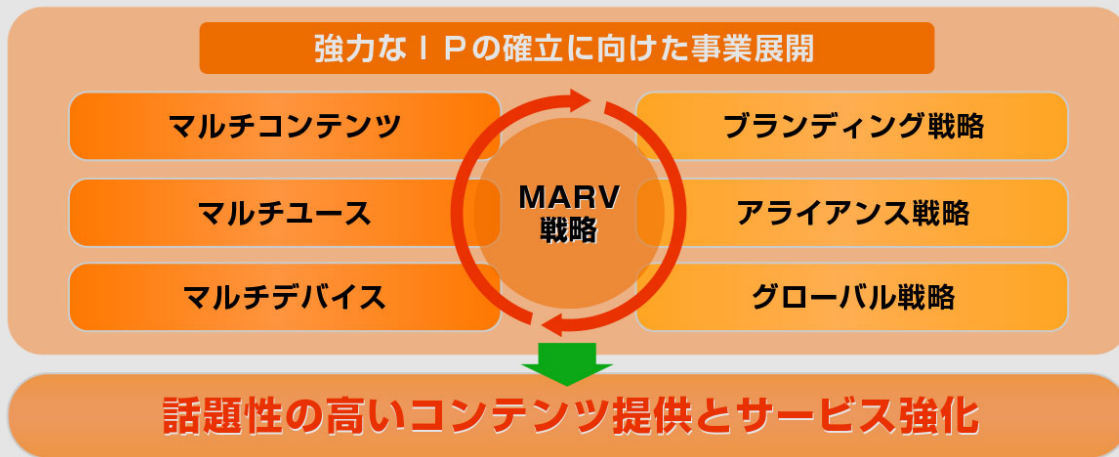 強力なＩＰの確立に向けた事業展開
マルチコンテンツ
マルチユース
マルチデバイス
MARV
戦略
ブランディング戦略
アライアンス戦略
グローバル戦略
話題性の高いコンテンツ提供とサービス強化